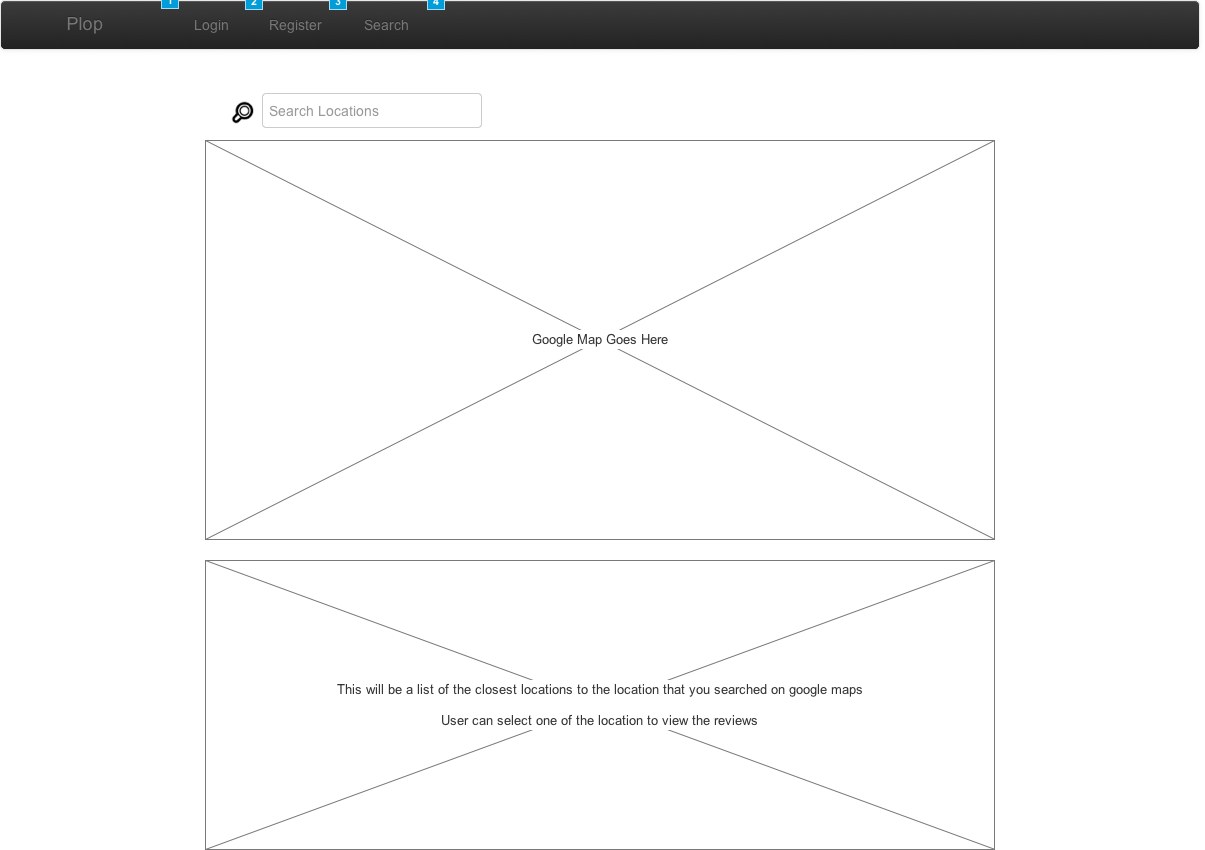 1 2 3 4
Plop Login Register Search
Search Locations
Google Map Goes Here
This will be a list of the closest locations to the location that you searched on google maps
User can select one of the location to view the reviews